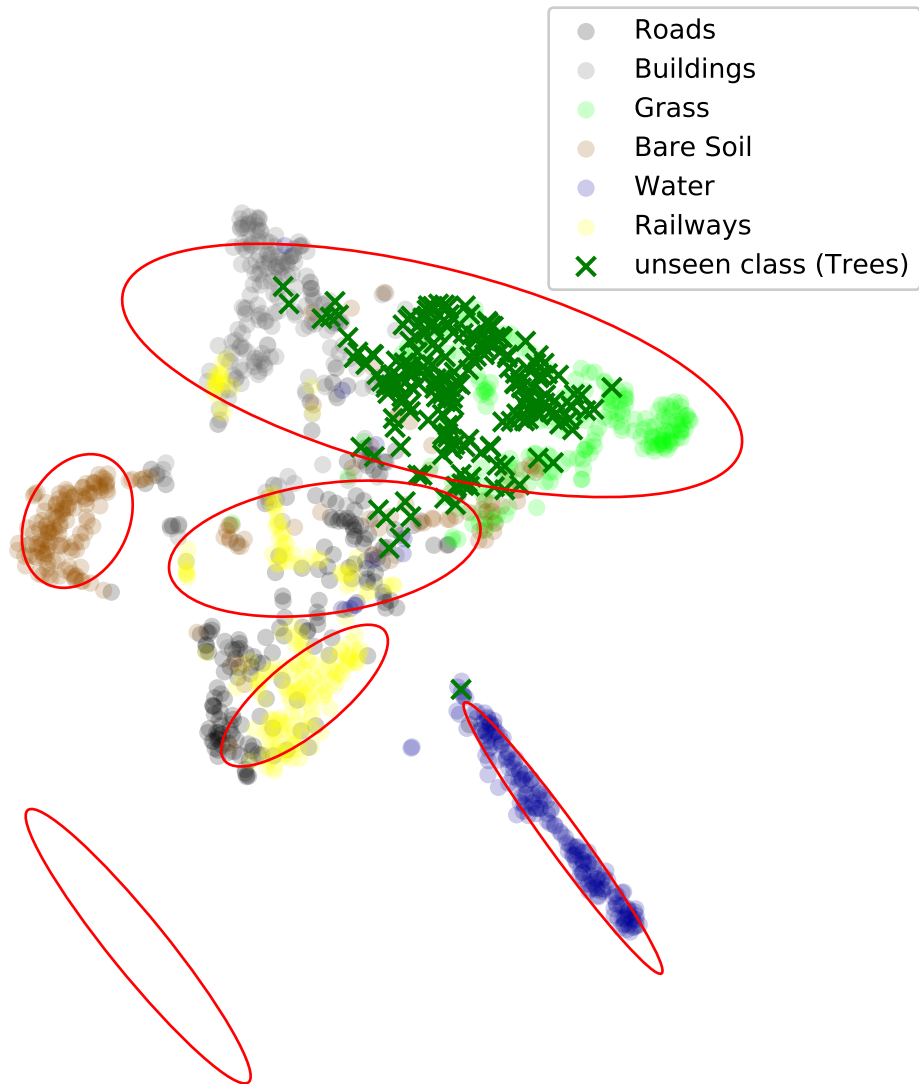 Roads
Buildings
Grass
Bare Soil
Water
Railways
unseen class (Trees)